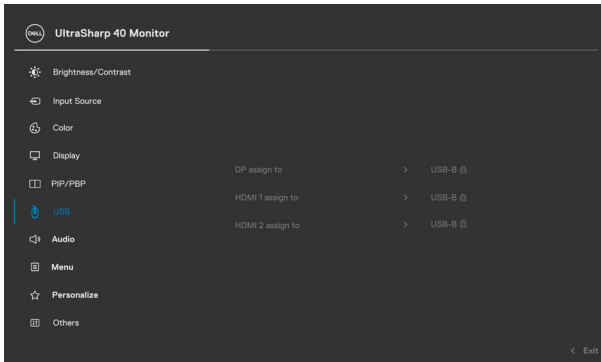 DELL UltraSharp 40 Monitor
Brightness/Contrast
Input Source
Color
Display
DP assign to > USB-B
PIP/PBP
HDMI 1 assign to > USB-B
USB
HDMI 2 assign to > USB-B
Audio
Menu
Personalize
Others
< Exit